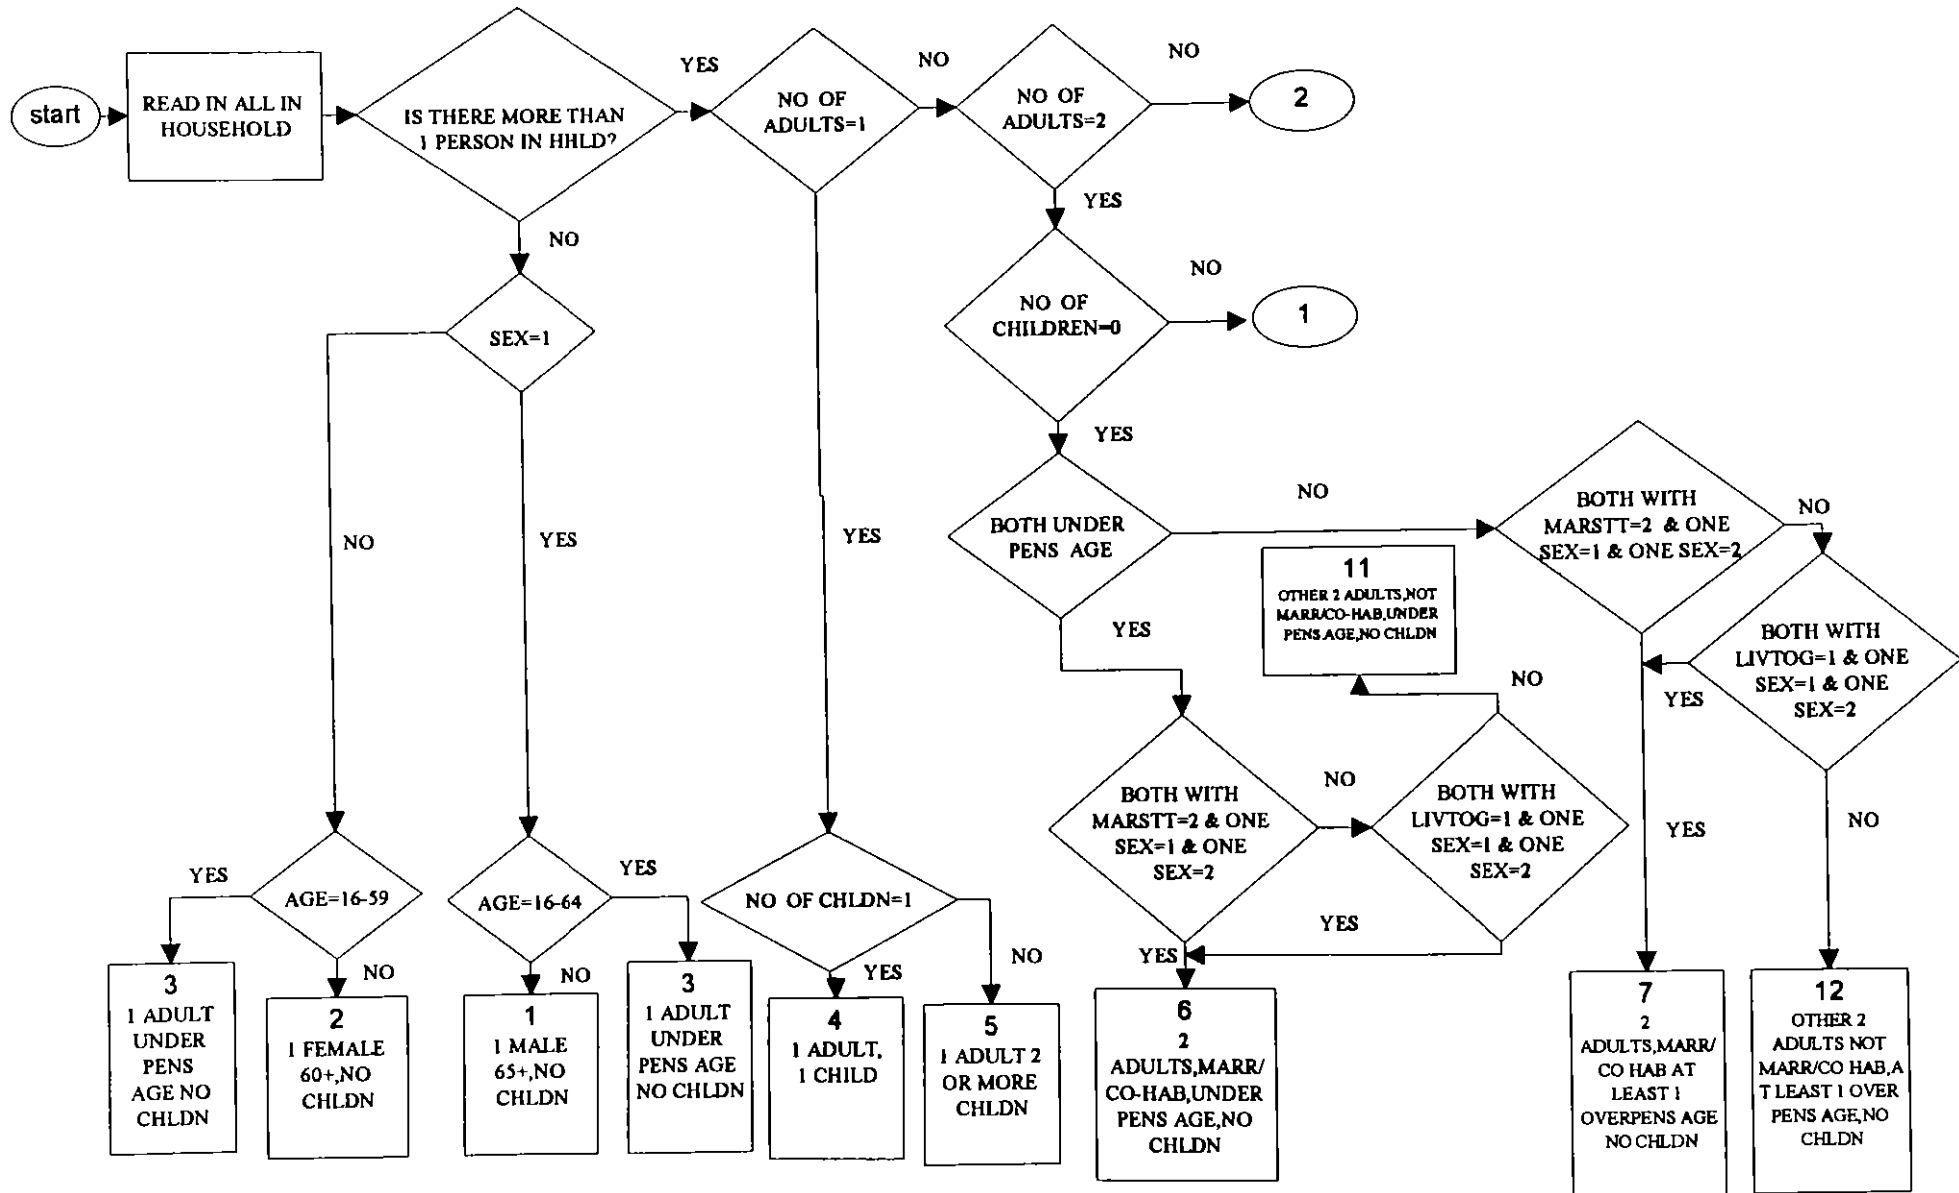 start
READ IN ALL IN
HOUSEHOLD
IS THERE MORE THAN
1 PERSON IN HHLD?
YES
NO OF
ADULTS=1
NO
NO OF
ADULTS=2
NO
2
NO
YES
SEX=1
NO OF
CHILDREN=0
NO
1
YES
NO
YES
YES
BOTH UNDER
PENS AGE
NO
BOTH WITH
MARSTT=2 & ONE
SEX=1 & ONE SEX=2
NO
11
OTHER 2 ADULTS,NOT
MARR/CO-HAB,UNDER
PENS AGE,NO CHLDN
YES
BOTH WITH
LIVTOG=1 & ONE
SEX=1 & ONE
SEX=2
YES
NO
BOTH WITH
MARSTT=2 & ONE
SEX=1 & ONE
SEX=2
NO
BOTH WITH
LIVTOG=1 & ONE
SEX=1 & ONE
SEX=2
YES
NO
YES
AGE=16-59
AGE=16-64
YES
NO OF CHLDN=1
YES
YES
NO
NO
YES
NO
3
1 ADULT
UNDER
PENS
AGE NO
CHLDN
2
1 FEMALE
60+,NO
CHLDN
1
1 MALE
65+,NO
CHLDN
3
1 ADULT
UNDER
PENS AGE
NO CHLDN
4
1 ADULT,
1 CHILD
5
1 ADULT 2
OR MORE
CHLDN
6
2
ADULTS,MARR/
CO-HAB,UNDER
PENS AGE,NO
CHLDN
7
2
ADULTS,MARR/
CO HAB AT
LEAST 1
OVERPENS AGE
NO CHLDN
12
OTHER 2
ADULTS NOT
MARR/CO HAB,A
T LEAST 1 OVER
PENS AGE,NO
CHLDN